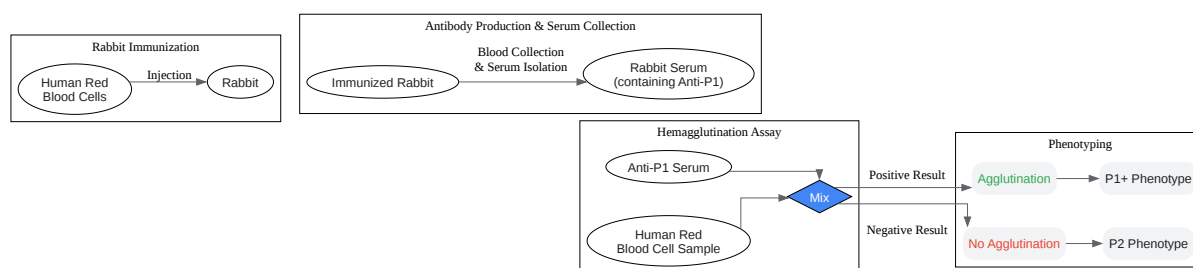 Rabbit Immunization
Human Red
Blood Cells
Injection
Rabbit
Antibody Production & Serum Collection
Immunized Rabbit
Blood Collection
& Serum Isolation
Rabbit Serum
(containing Anti-P1)
Hemagglutination Assay
Anti-P1 Serum
Human Red
Blood Cell Sample
Mix
Positive Result
Negative Result
Phenotyping
Agglutination
P1+ Phenotype
No Agglutination
P2 Phenotype